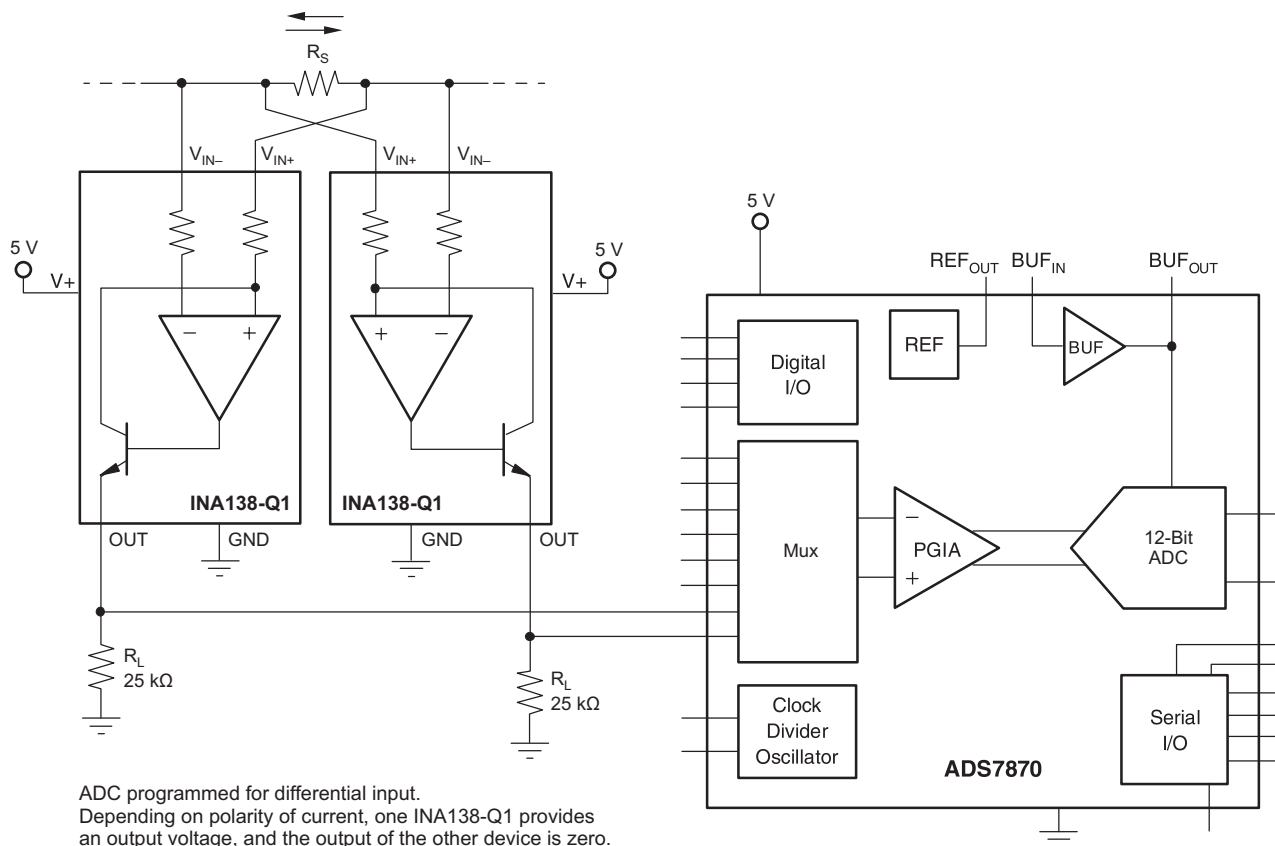 R_S
V_IN–
V_IN+
V_IN+
V_IN–
5 V
V+
5 V
V+
–
+
+
–
INA138-Q1
INA138-Q1
OUT
GND
GND
OUT
R_L
25 kΩ
R_L
25 kΩ
5 V
REF_OUT
BUF_IN
BUF_OUT
Digital
I/O
REF
BUF
Mux
–
PGIA
+
12-Bit
ADC
Clock
Divider
Oscillator
Serial
I/O
ADS7870
ADC programmed for differential input.
Depending on polarity of current, one INA138-Q1 provides
an output voltage, and the output of the other device is zero.